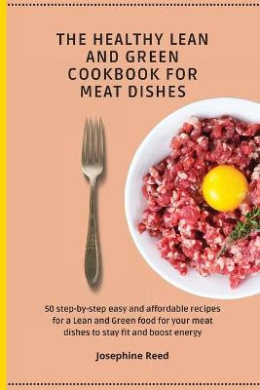 THE HEALTHY LEAN
AND GREEN
COOKBOOK FOR
MEAT DISHES
50 step-by-step easy and affordable recipes
for a Lean and Green food for your meat
dishes to stay fit and boost energy
Josephine Reed